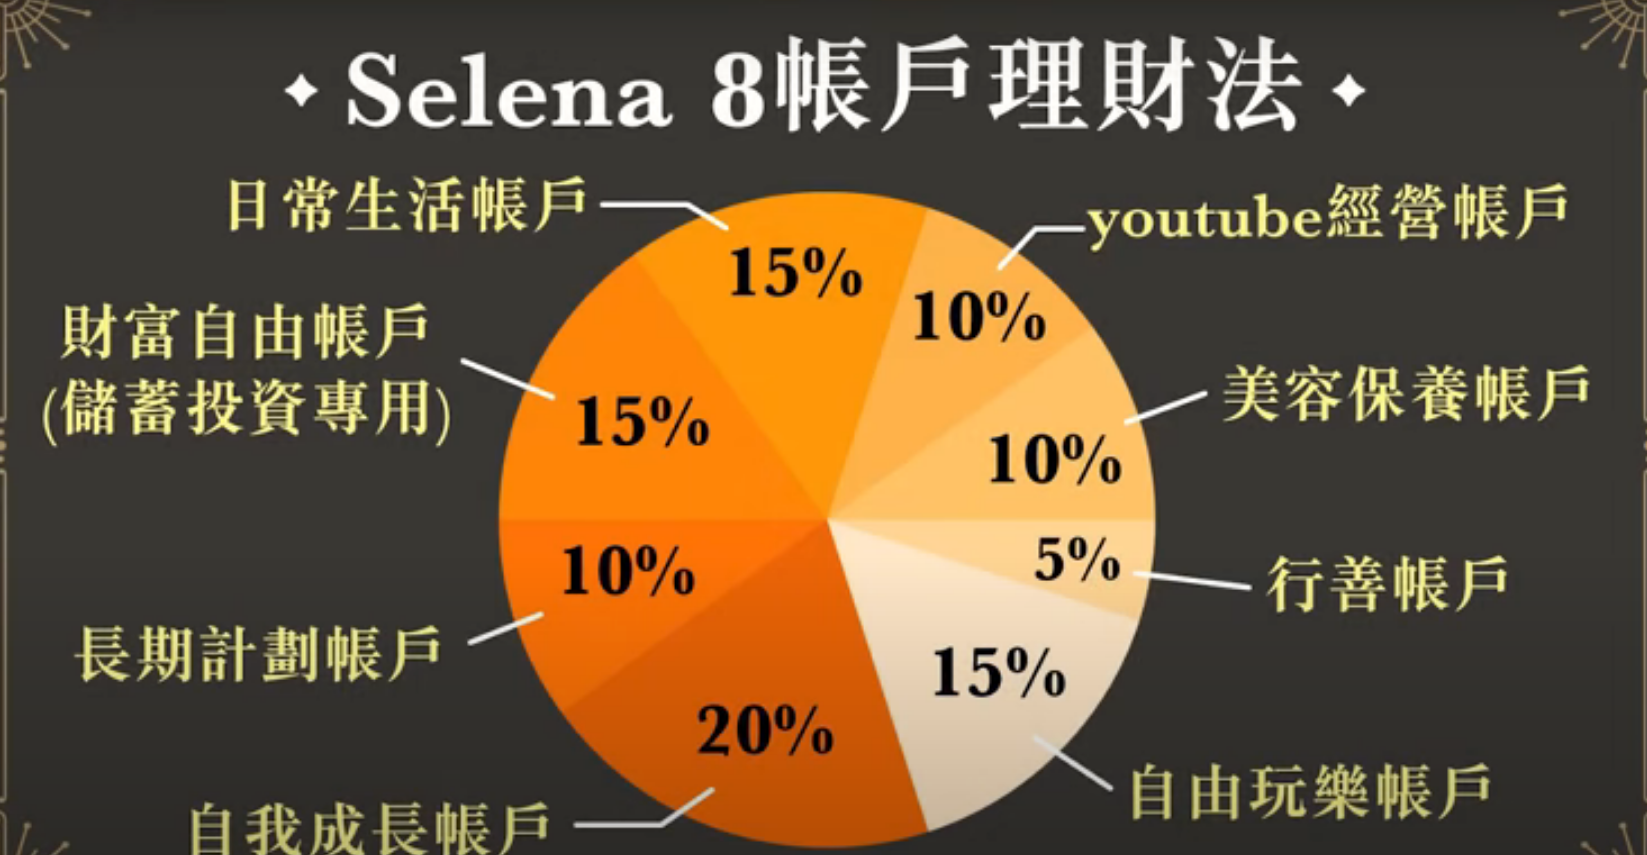 Selena 8帳戶理財法
日常生活帳戶
15%
youtube經營帳戶
10%
財富自由帳戶
(儲蓄投資專用)
15%
美容保養帳戶
10%
長期計劃帳戶
10%
行善帳戶
5%
自我成長帳戶
20%
自由玩樂帳戶
15%